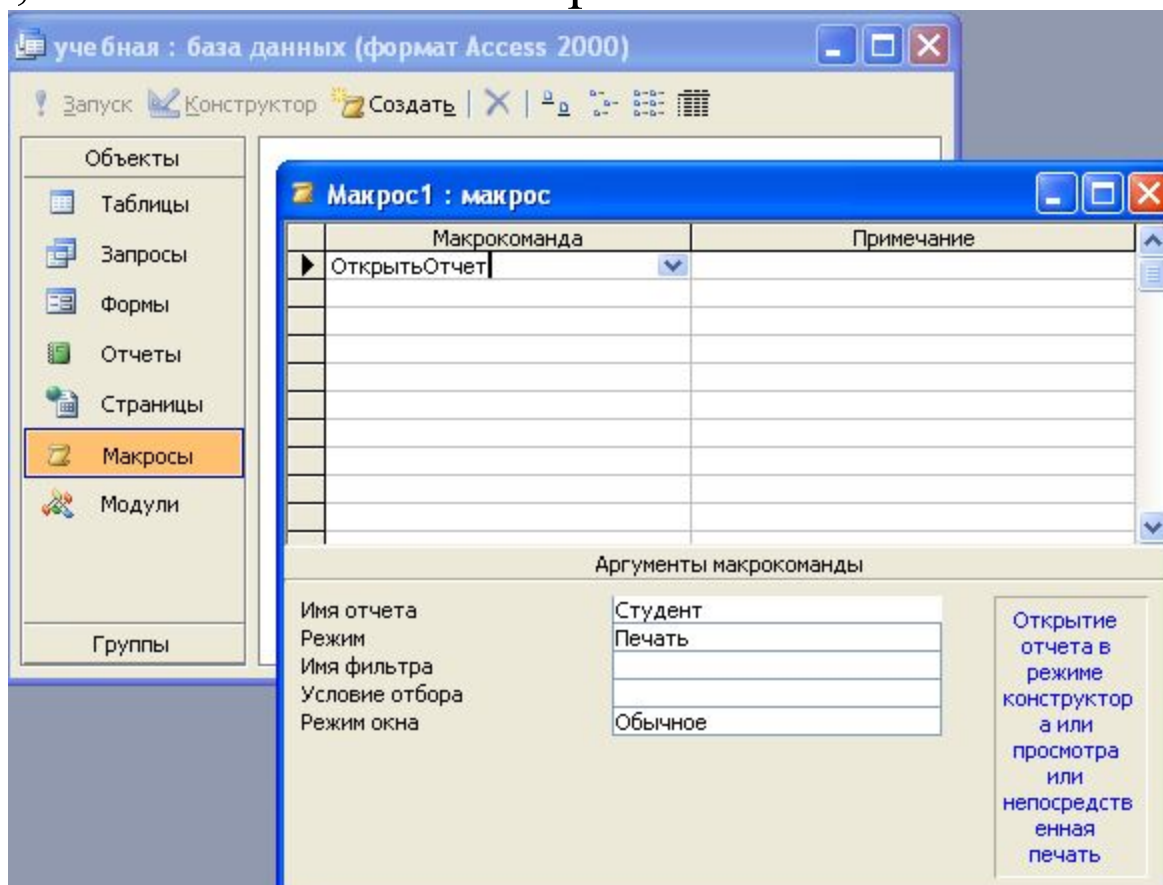 учебная : база данных (формат Access 2000)
Запуск Конструктор Создать
Объекты
Таблицы
Запросы
Формы
Отчеты
Страницы
Макросы
Модули
Группы
Макрос1 : макрос
Макрокоманда Примечание
ОткрытьОтчет
Аргументы макрокоманды
Имя отчета Студент
Режим Печать
Имя фильтра
Условие отбора
Режим окна Обычное
Открытие
отчета в
режиме
конструктор
а или
просмотра
или
непосредств
енная
печать